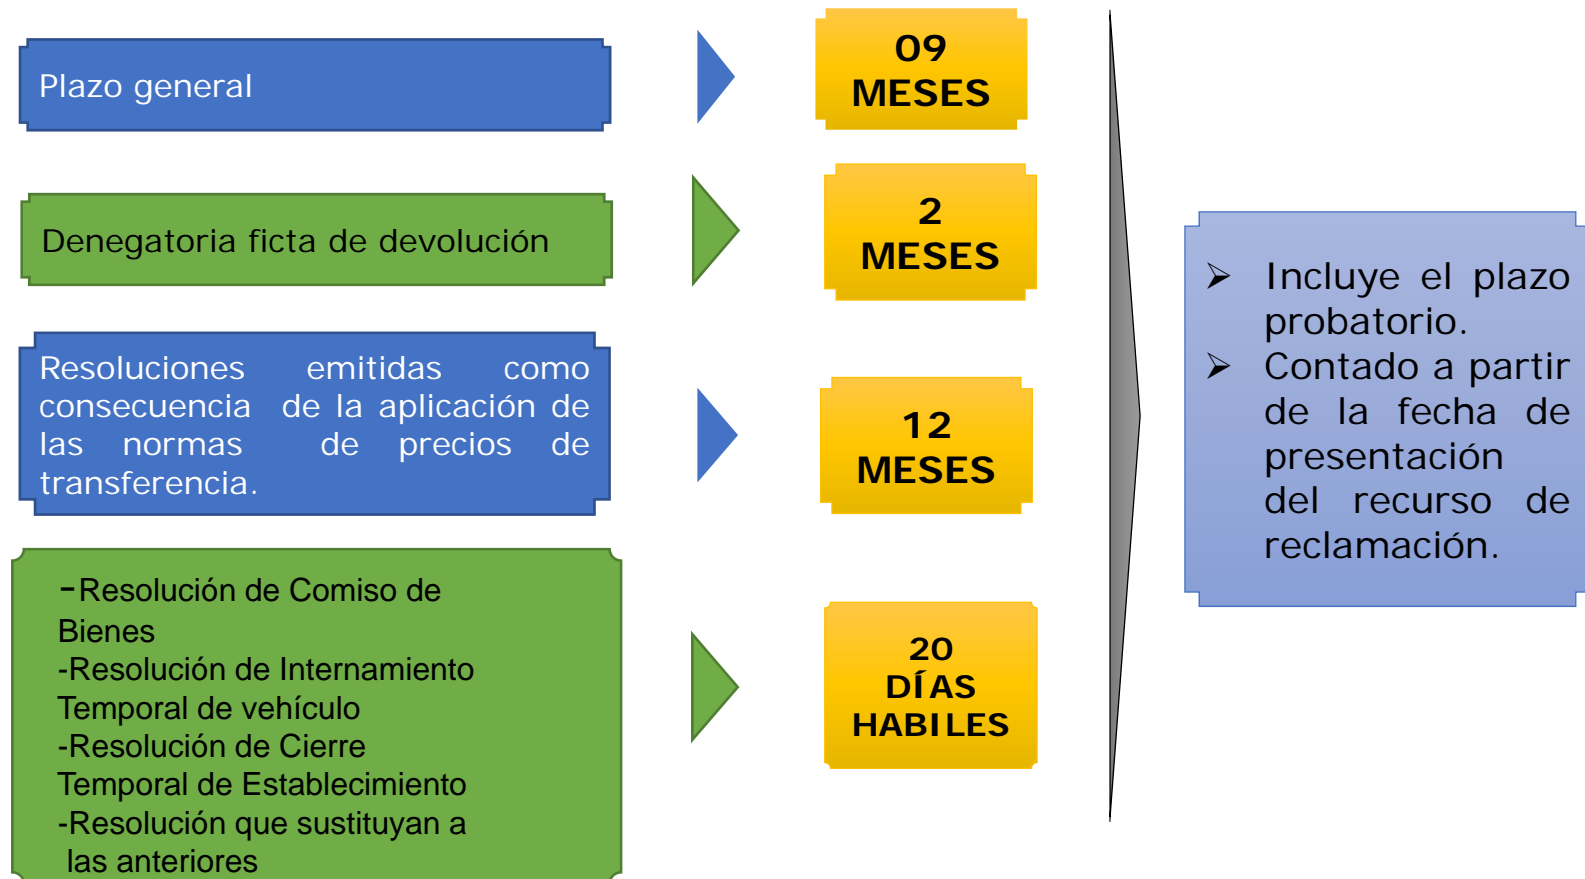 Plazo general
09
MESES
Denegatoria ficta de devolución
2
MESES
Resoluciones emitidas como
consecuencia de la aplicación de
las normas de precios de
transferencia.
12
MESES
-Resolución de Comiso de
Bienes
-Resolución de Internamiento
Temporal de vehículo
-Resolución de Cierre
Temporal de Establecimiento
-Resolución que sustituyan a
las anteriores
20
DÍAS
HABILES
➢ Incluye el plazo
probatorio.
➢ Contado a partir
de la fecha de
presentación
del recurso de
reclamación.